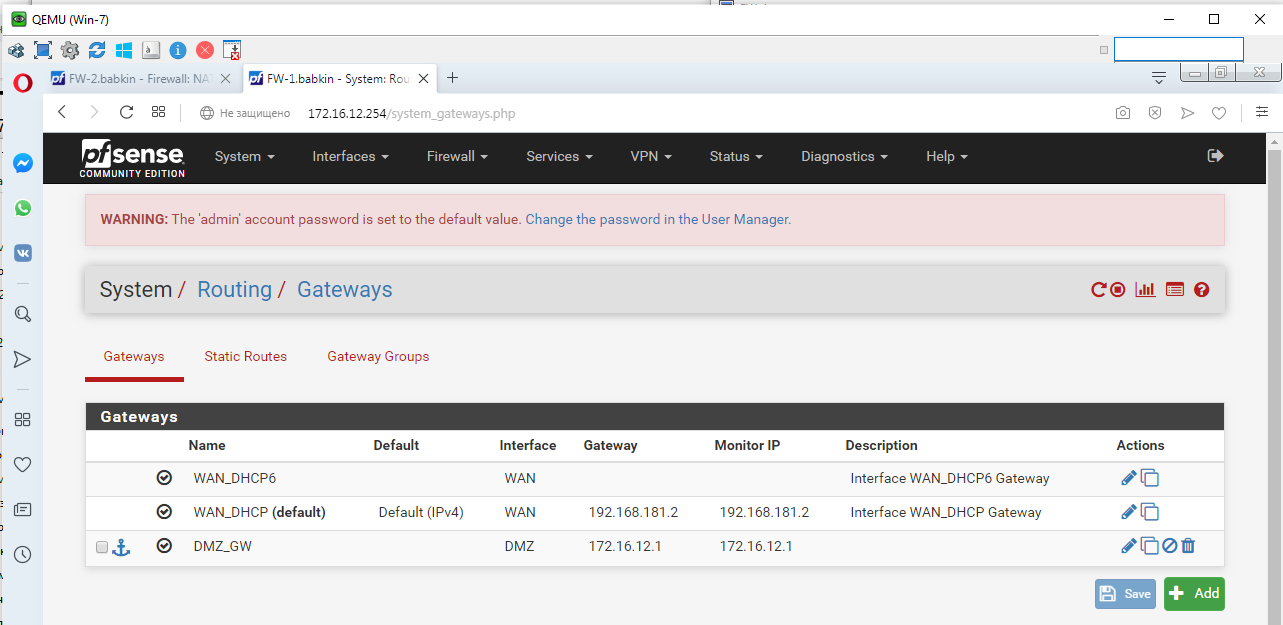 QEMU (Win-7)
FW-2.babkin - Firewall: NA
FW-1.babkin - System: Rou
Не защищено 172.16.12.254/system_gateways.php
pfsense COMMUNITY EDITION
System Interfaces Firewall Services VPN Status Diagnostics Help
WARNING: The 'admin' account password is set to the default value. Change the password in the User Manager.
System / Routing / Gateways
Gateways Static Routes Gateway Groups
Gateways
Name Default Interface Gateway Monitor IP Description Actions
WAN_DHCP6 WAN Interface WAN_DHCP6 Gateway
WAN_DHCP (default) Default (IPv4) WAN 192.168.181.2 192.168.181.2 Interface WAN_DHCP Gateway
DMZ_GW DMZ 172.16.12.1 172.16.12.1
Save Add